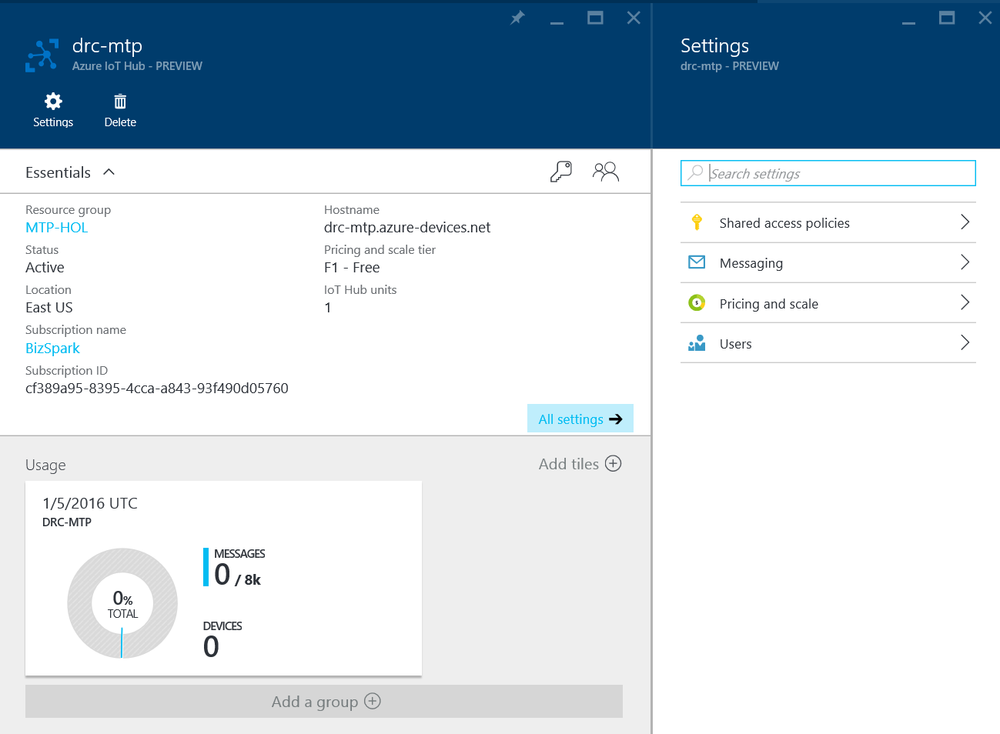 drc-mtp
Azure IoT Hub - PREVIEW
Settings
Delete
Essentials
Resource group
MTP-HOL
Status
Active
Location
East US
Subscription name
BizSpark
Subscription ID
cf389a95-8395-4cca-a843-93f490d05760
Hostname
drc-mtp.azure-devices.net
Pricing and scale tier
F1 - Free
IoT Hub units
1
All settings
Usage
Add tiles
1/5/2016 UTC
DRC-MTP
0%
TOTAL
MESSAGES
0 / 8k
DEVICES
0
Add a group
Settings
drc-mtp - PREVIEW
Search settings
Shared access policies
Messaging
Pricing and scale
Users